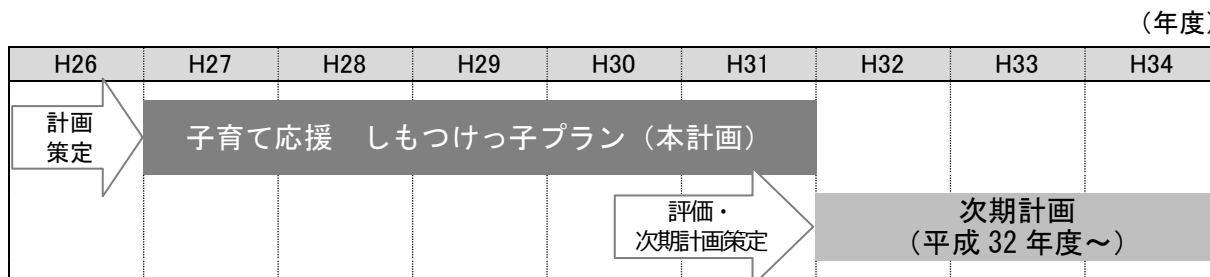 （年度）
H26 H27 H28 H29 H30 H31 H32 H33 H34
計画
策定
子育て応援　しもつけっ子プラン（本計画）
評価・
次期計画策定
次期計画
（平成 32 年度～）